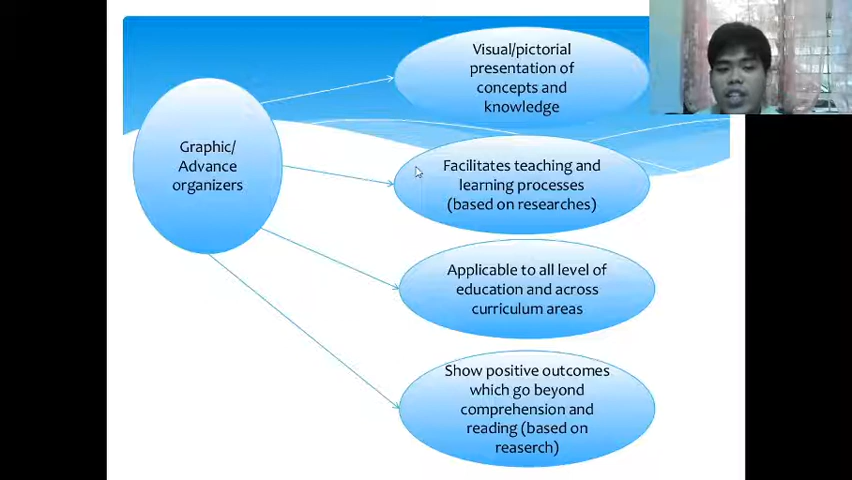 Graphic/
Advance
organizers
Visual/pictorial
presentation of
concepts and
knowledge
Facilitates teaching and
learning processes
(based on researches)
Applicable to all level of
education and across
curriculum areas
Show positive outcomes
which go beyond
comprehension and
reading (based on
reaserch)